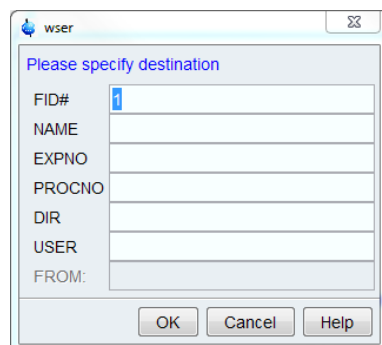 wser
Please specify destination
FID# 1
NAME
EXPNO
PROCNO
DIR
USER
FROM:
OK Cancel Help